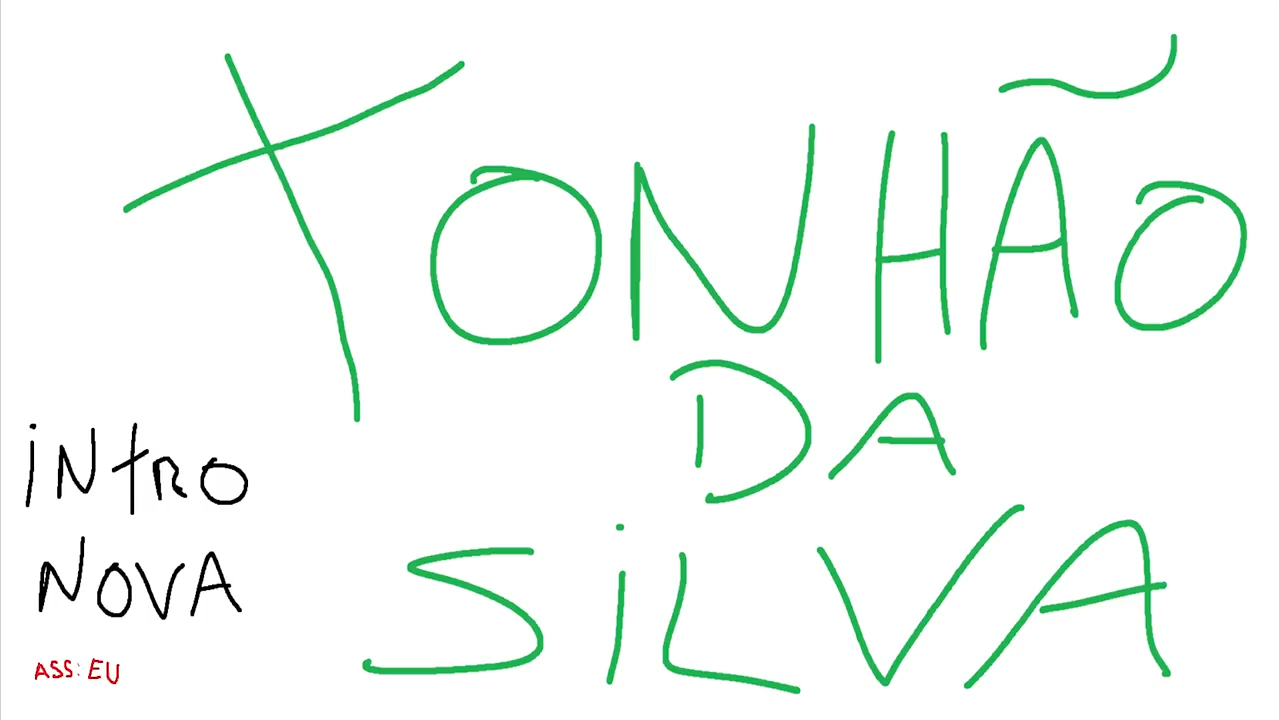 TONHÃO
DA
SiLVA
iNtRO
NOVA
ASS: EU